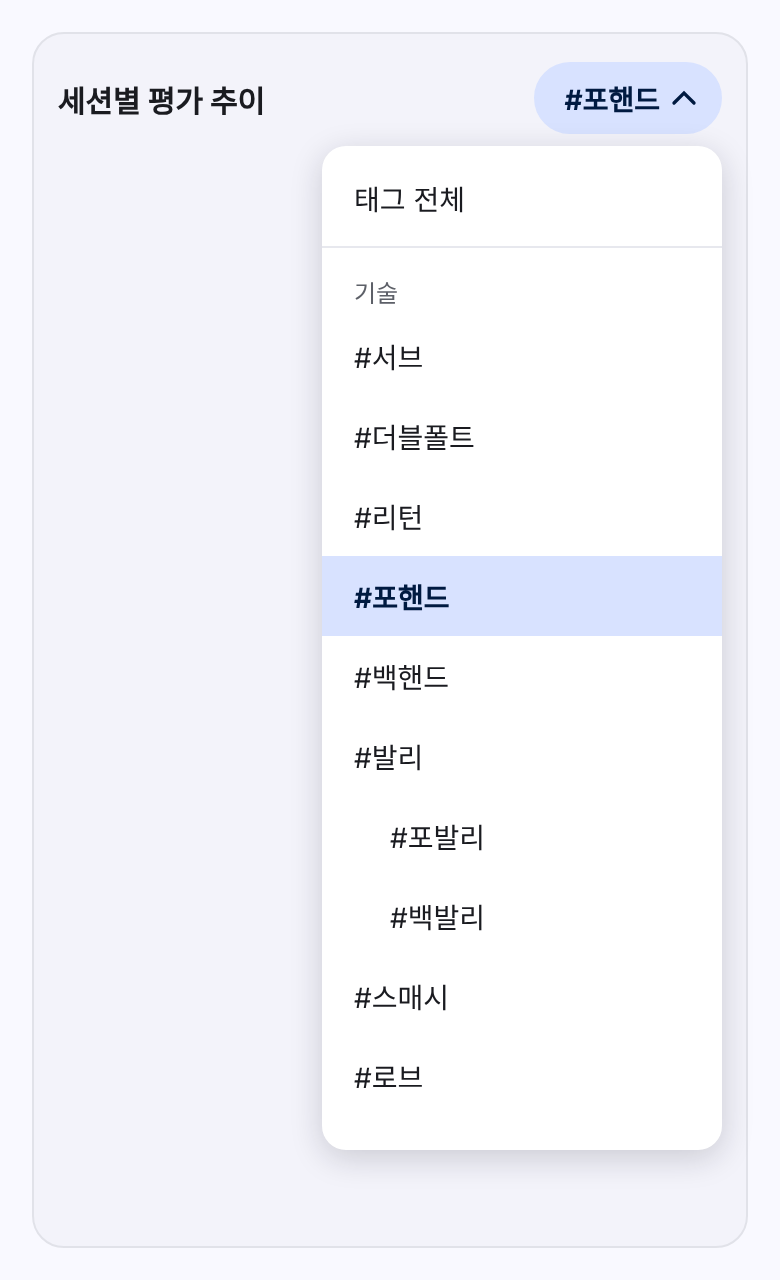 세션별 평가 추이
#포핸드
태그 전체
기술
#서브
#더블폴트
#리턴
#포핸드
#백핸드
#발리
#포발리
#백발리
#스매시
#로브